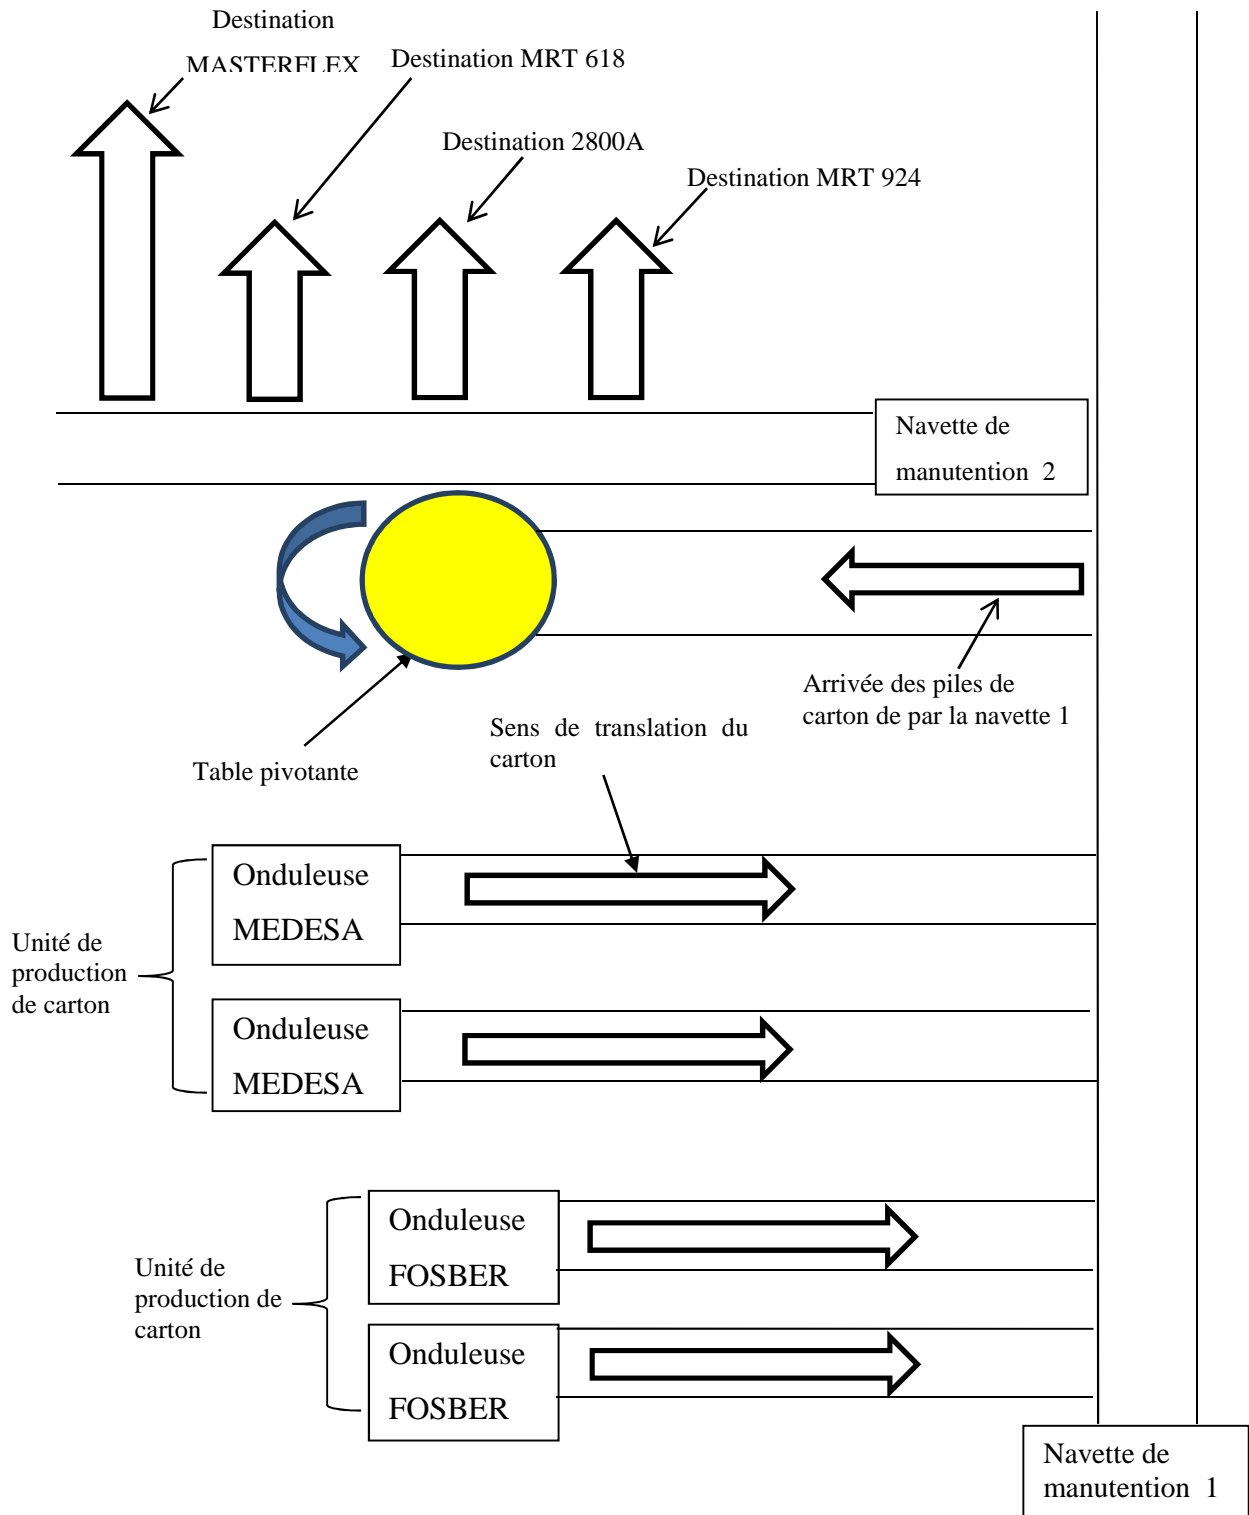 Destination
MASTERFLEX
Destination MRT 618
Destination 2800A
Destination MRT 924
Navette de
manutention 2
Arrivée des piles de
carton de par la navette 1
Sens de translation du
carton
Table pivotante
Onduleuse
MEDESA
Unité de
production
de carton
Onduleuse
MEDESA
Onduleuse
FOSBER
Unité de
production de
carton
Onduleuse
FOSBER
Navette de
manutention 1